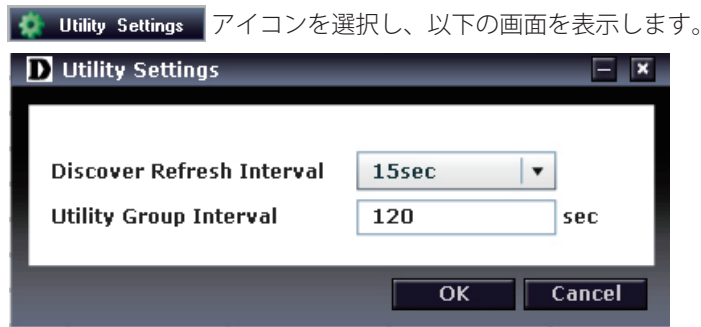 Utility Settings アイコンを選択し、以下の画面を表示します。
D Utility Settings
Discover Refresh Interval 15sec
Utility Group Interval 120 sec
OK Cancel